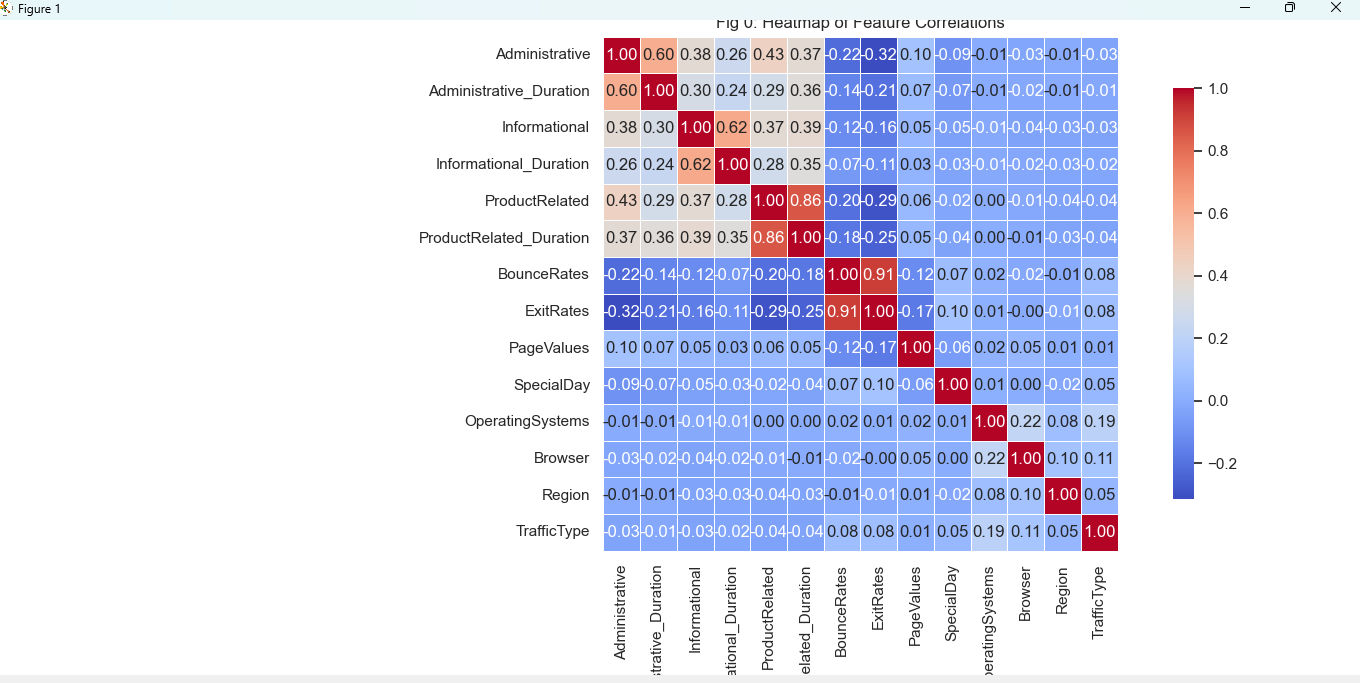 Figure 1
Fig 0: Heatmap of Feature Correlations
Administrative 1.00 0.60 0.38 0.26 0.43 0.37 -0.22 -0.32 0.10 -0.09 -0.01 -0.03 -0.01 -0.03
Administrative_Duration 0.60 1.00 0.30 0.24 0.29 0.36 -0.14 -0.21 0.07 -0.07 -0.01 -0.02 -0.01 -0.01
Informational 0.38 0.30 1.00 0.62 0.37 0.39 -0.12 -0.16 0.05 -0.05 -0.01 -0.04 -0.03 -0.03
Informational_Duration 0.26 0.24 0.62 1.00 0.28 0.35 -0.07 -0.11 0.03 -0.03 -0.01 -0.02 -0.03 -0.02
ProductRelated 0.43 0.29 0.37 0.28 1.00 0.86 -0.20 -0.29 0.06 -0.02 0.00 -0.01 -0.04 -0.04
ProductRelated_Duration 0.37 0.36 0.39 0.35 0.86 1.00 -0.18 -0.25 0.05 -0.04 0.00 -0.01 -0.03 -0.04
BounceRates -0.22 -0.14 -0.12 -0.07 -0.20 -0.18 1.00 0.91 -0.12 0.07 0.02 -0.02 -0.01 0.08
ExitRates -0.32 -0.21 -0.16 -0.11 -0.29 -0.25 0.91 1.00 -0.17 0.10 0.01 -0.00 -0.01 0.08
PageValues 0.10 0.07 0.05 0.03 0.06 0.05 -0.12 -0.17 1.00 -0.06 0.02 0.05 0.01 0.01
SpecialDay -0.09 -0.07 -0.05 -0.03 -0.02 -0.04 0.07 0.10 -0.06 1.00 0.01 0.00 -0.02 0.05
OperatingSystems -0.01 -0.01 -0.01 -0.01 0.00 0.00 0.02 0.01 0.02 0.01 1.00 0.22 0.08 0.19
Browser -0.03 -0.02 -0.04 -0.02 -0.01 -0.01 -0.02 -0.00 0.05 0.00 0.22 1.00 0.10 0.11
Region -0.01 -0.01 -0.03 -0.03 -0.04 -0.03 -0.01 -0.01 0.01 -0.02 0.08 0.10 1.00 0.05
TrafficType -0.03 -0.01 -0.03 -0.02 -0.04 -0.04 0.08 0.08 0.01 0.05 0.19 0.11 0.05 1.00
Administrative
strative_Duration
Informational
ational_Duration
ProductRelated
elated_Duration
BounceRates
ExitRates
PageValues
SpecialDay
peratingSystems
Browser
Region
TrafficType
1.0
0.8
0.6
0.4
0.2
0.0
−0.2